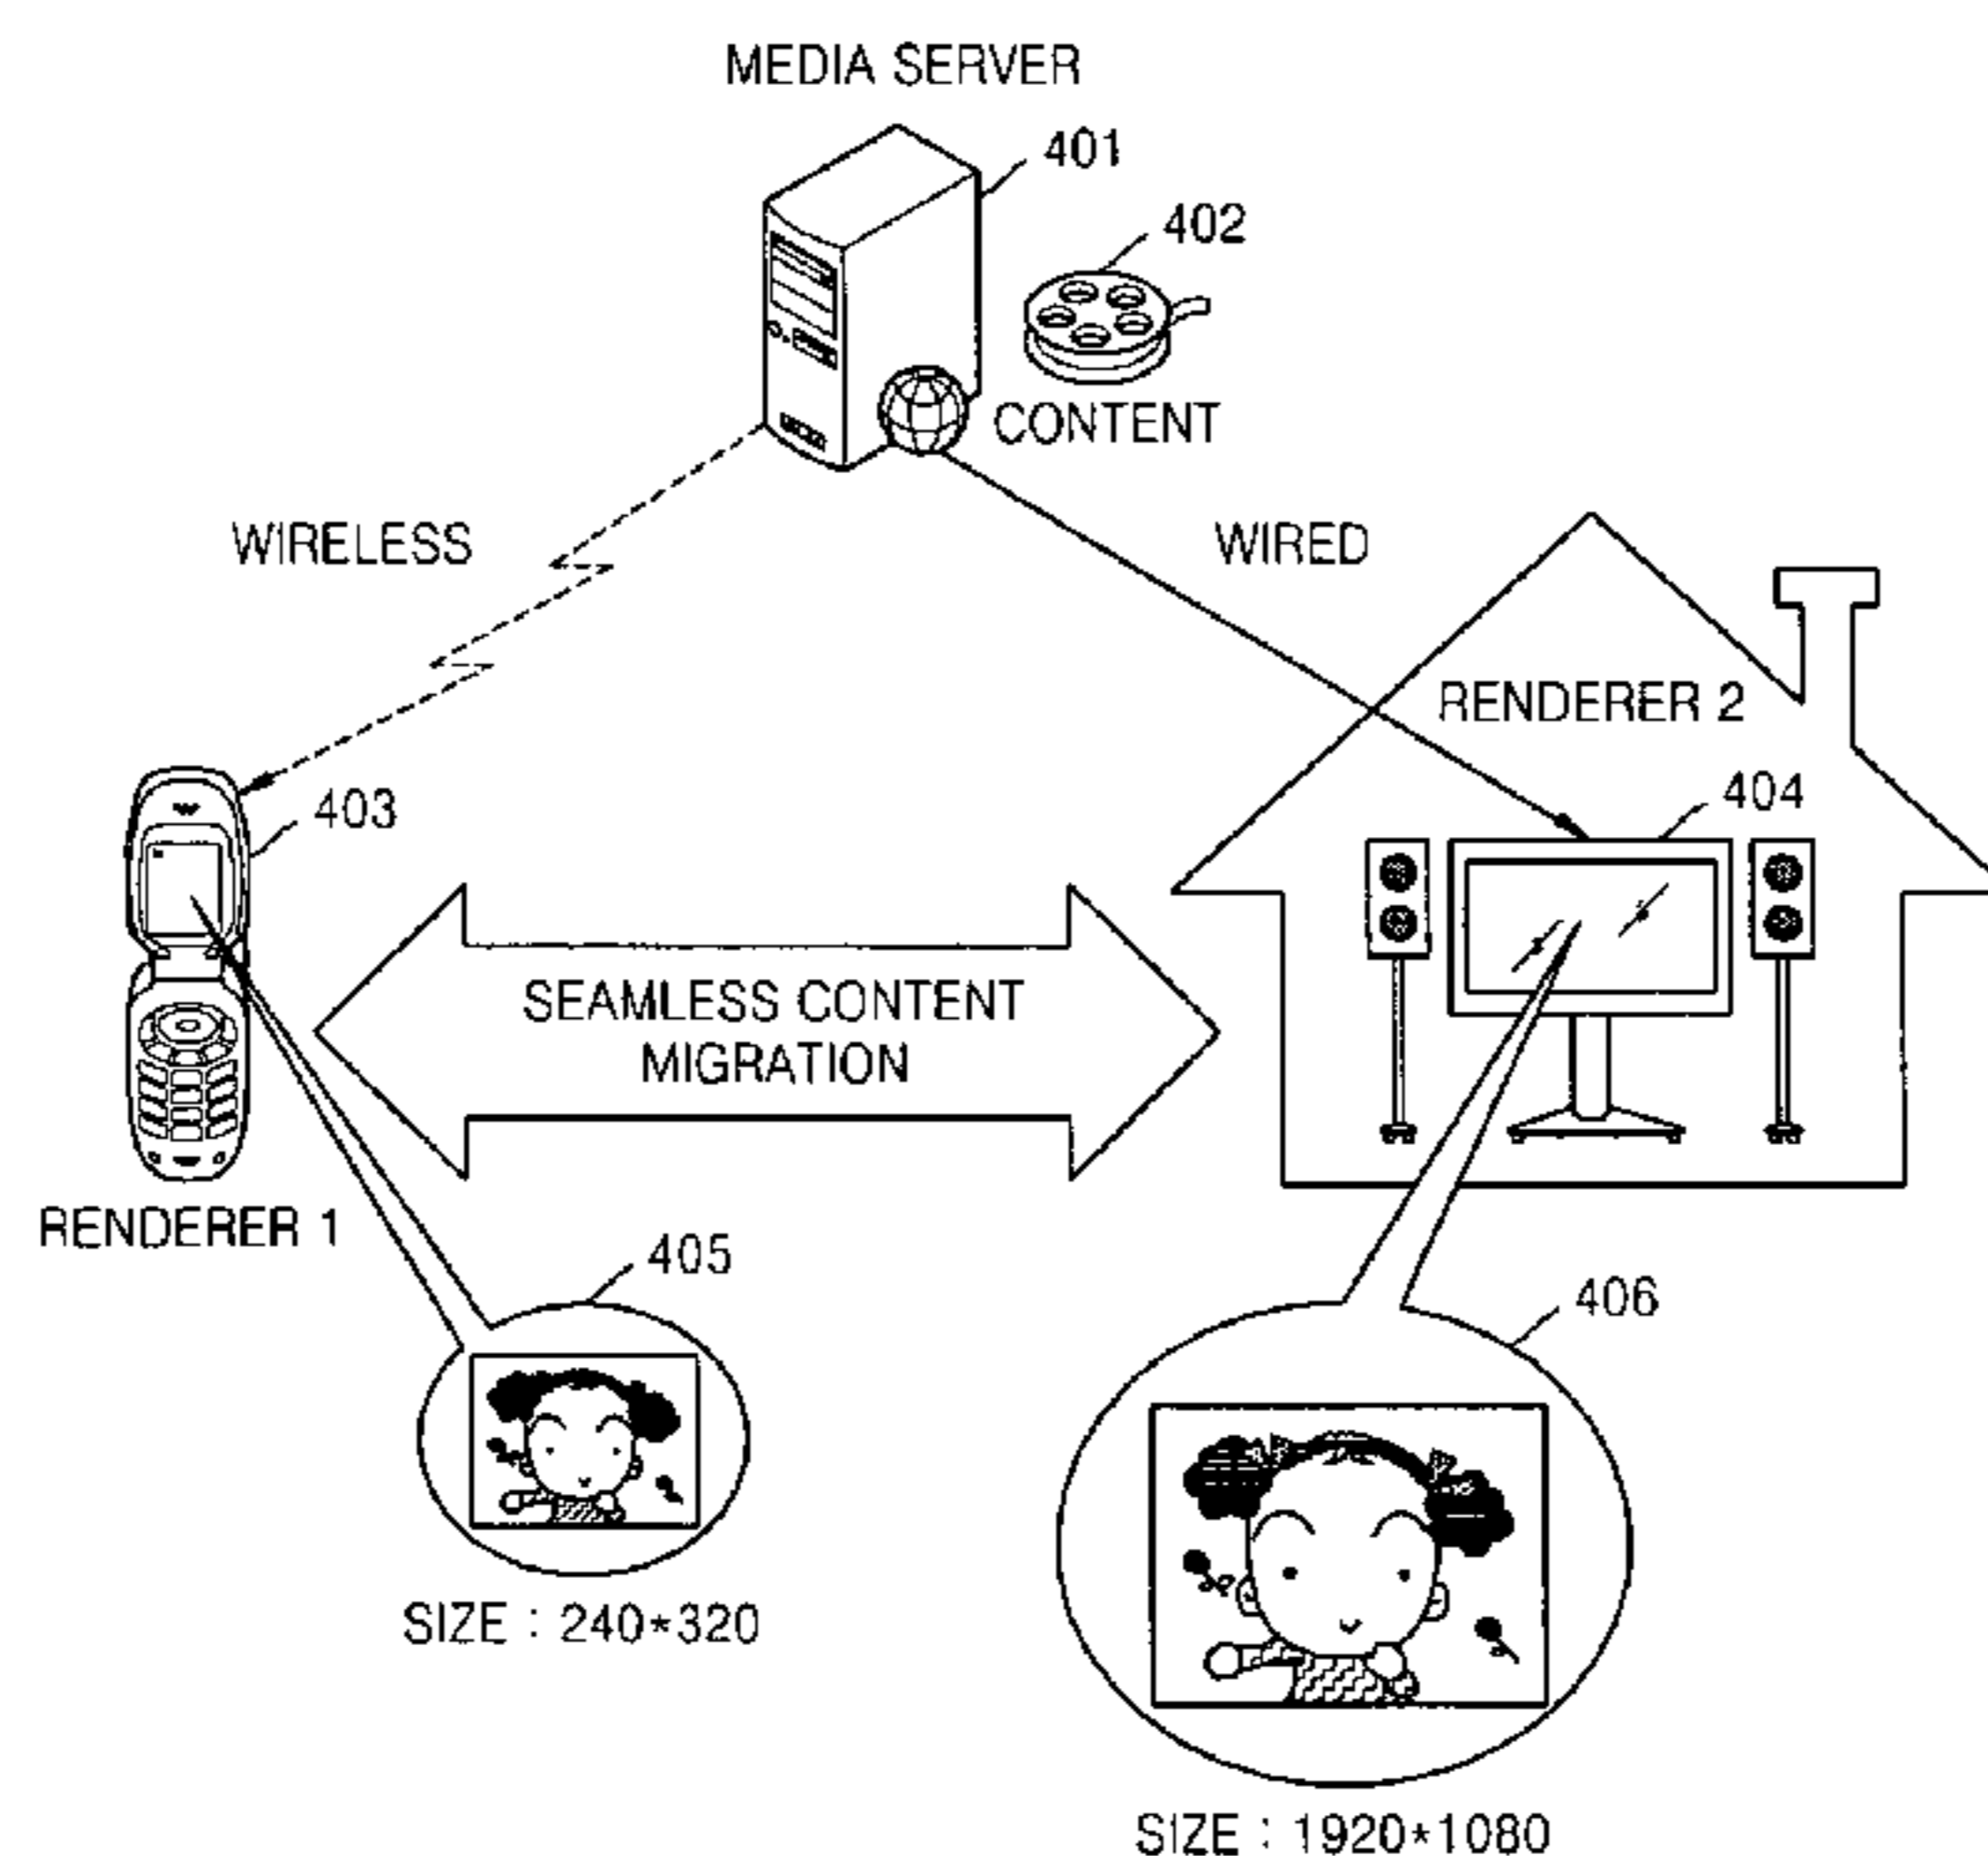 MEDIA SERVER
401
402
CONTENT
WIRELESS
WIRED
RENDERER 2
403
404
SEAMLESS CONTENT
MIGRATION
RENDERER 1
405
406
SIZE : 240*320
SIZE : 1920*1080